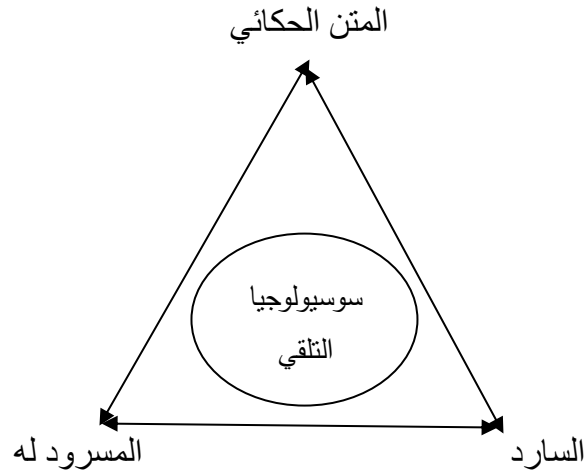 المتن الحكائي
سوسيولوجيا
التلقي
السارد
المسرود له